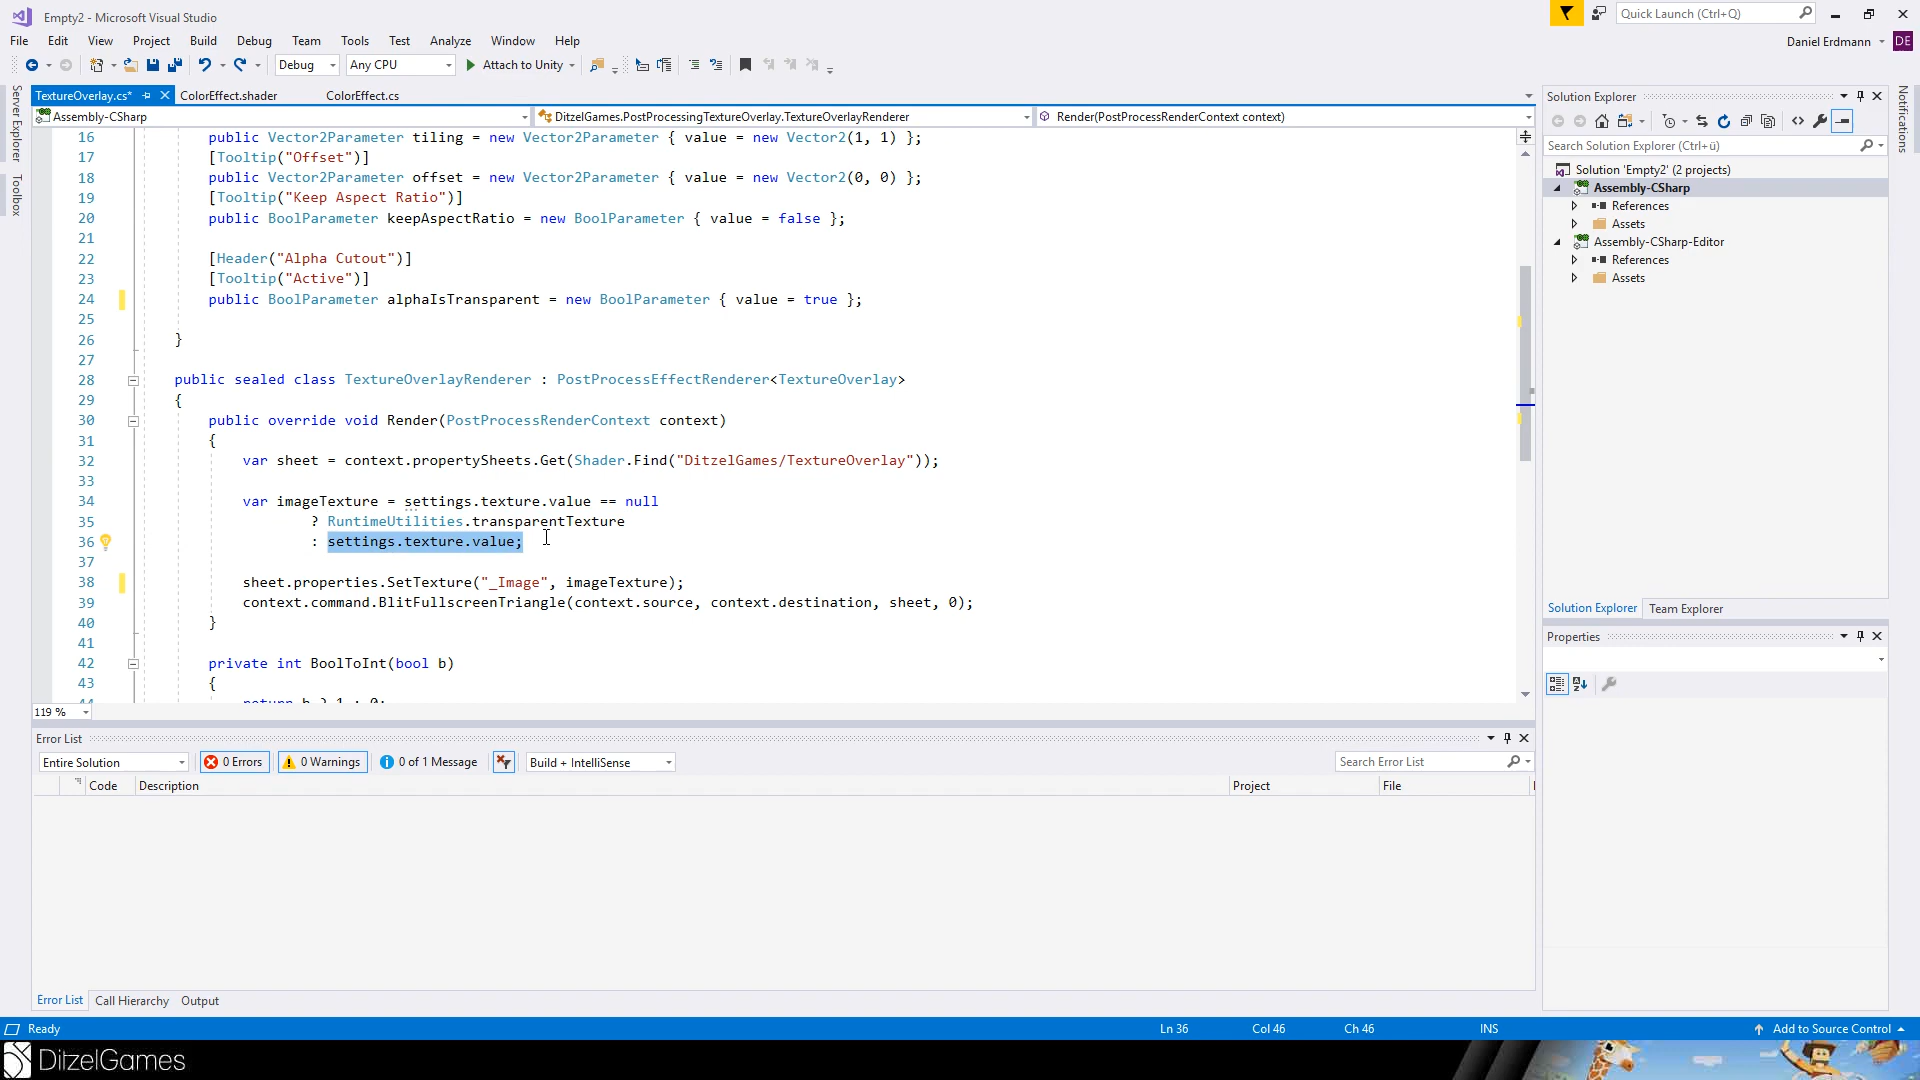 Empty2 - Microsoft Visual Studio
Quick Launch (Ctrl+Q)
File Edit View Project Build Debug Team Tools Test Analyze Window Help
Daniel Erdmann DE
Debug Any CPU Attach to Unity
TextureOverlay.cs* ColorEffect.shader ColorEffect.cs
Assembly-CSharp DitzelGames.PostProcessingTextureOverlay.TextureOverlayRenderer Render(PostProcessRenderContext context)
16 public Vector2Parameter tiling = new Vector2Parameter { value = new Vector2(1, 1) };
17 [Tooltip("Offset")]
18 public Vector2Parameter offset = new Vector2Parameter { value = new Vector2(0, 0) };
19 [Tooltip("Keep Aspect Ratio")]
20 public BoolParameter keepAspectRatio = new BoolParameter { value = false };
21
22 [Header("Alpha Cutout")]
23 [Tooltip("Active")]
24 public BoolParameter alphaIsTransparent = new BoolParameter { value = true };
25
26 }
27
28 public sealed class TextureOverlayRenderer : PostProcessEffectRenderer<TextureOverlay>
29 {
30 public override void Render(PostProcessRenderContext context)
31 {
32 var sheet = context.propertySheets.Get(Shader.Find("DitzelGames/TextureOverlay"));
33
34 var imageTexture = settings.texture.value == null
35 ? RuntimeUtilities.transparentTexture
36 : settings.texture.value;
37
38 sheet.properties.SetTexture("_Image", imageTexture);
39 context.command.BlitFullscreenTriangle(context.source, context.destination, sheet, 0);
40 }
41
42 private int BoolToInt(bool b)
43 {
44 return b ? 1 : 0;
119 %
Server Explorer
Toolbox
Notifications
Solution Explorer
Search Solution Explorer (Ctrl+ü)
Solution 'Empty2' (2 projects)
Assembly-CSharp
References
Assets
Assembly-CSharp-Editor
References
Assets
Solution Explorer Team Explorer
Properties
Error List
Entire Solution 0 Errors 0 Warnings 0 of 1 Message Build + IntelliSense Search Error List
Code Description Project File
Error List Call Hierarchy Output
Ready Ln 36 Col 46 Ch 46 INS Add to Source Control
DitzelGames